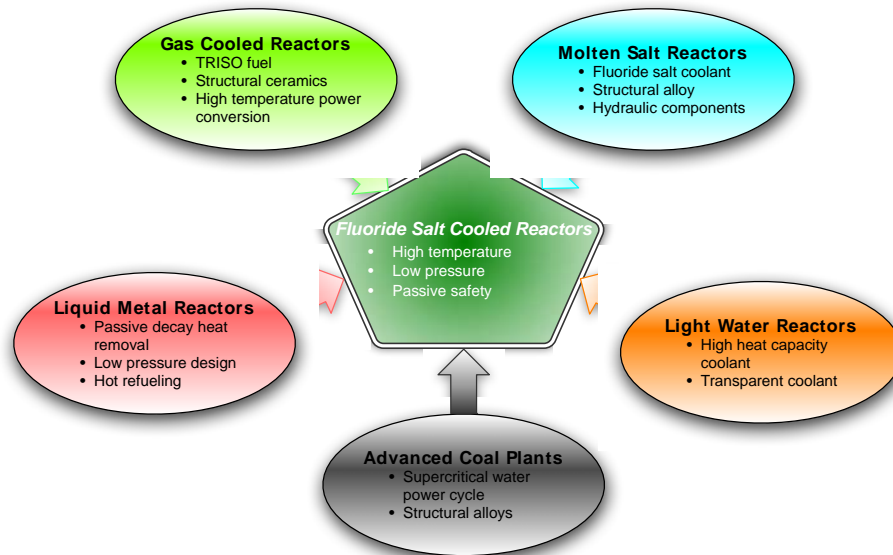 Gas Cooled Reactors
• TRISO fuel
• Structural ceramics
• High temperature power
conversion
Molten Salt Reactors
• Fluoride salt coolant
• Structural alloy
• Hydraulic components
Fluoride Salt Cooled Reactors
• High temperature
• Low pressure
• Passive safety
Liquid Metal Reactors
• Passive decay heat
removal
• Low pressure design
• Hot refueling
Light Water Reactors
• High heat capacity
coolant
• Transparent coolant
Advanced Coal Plants
• Supercritical water
power cycle
• Structural alloys